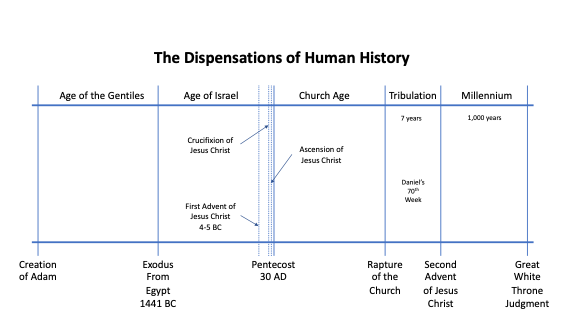 The Dispensations of Human History
Age of the Gentiles
Age of Israel
Church Age
Tribulation
Millennium
7 years
1,000 years
Crucifixion of
Jesus Christ
Ascension of
Jesus Christ
Daniel's
70th
Week
First Advent of
Jesus Christ
4-5 BC
Creation
of Adam
Exodus
From
Egypt
1441 BC
Pentecost
30 AD
Rapture
of the
Church
Second
Advent
of Jesus
Christ
Great
White
Throne
Judgment